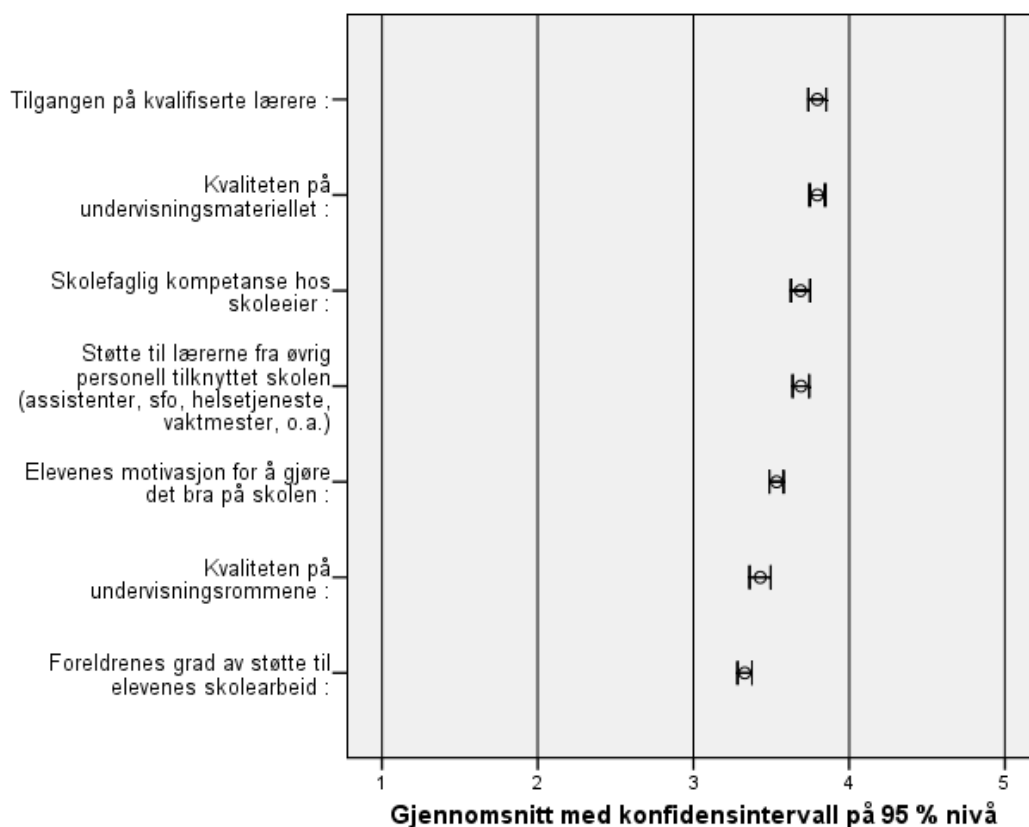 Tilgangen på kvalifiserte lærere :
Kvaliteten på
undervisningsmateriellet :
Skolefaglig kompetanse hos
skoleeier :
Støtte til lærerne fra øvrig
personell tilknyttet skolen
(assistenter, sfo, helsetjeneste,
vaktmester, o.a.)
Elevenes motivasjon for å gjøre
det bra på skolen :
Kvaliteten på
undervisningsrommene :
Foreldrenes grad av støtte til
elevenes skolearbeid :
1 2 3 4 5
Gjennomsnitt med konfidensintervall på 95 % nivå